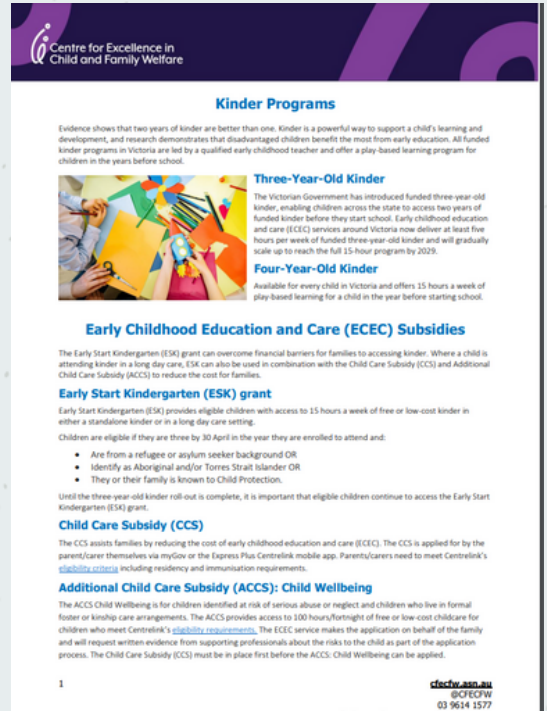 Centre for Excellence in
Child and Family Welfare
Kinder Programs
Evidence shows that two years of kinder are better than one. Kinder is a powerful way to support a child's learning and
development, and research demonstrates that disadvantaged children benefit the most from early education. All funded
kinder programs in Victoria are led by a qualified early childhood teacher and offer a play-based learning program for
children in the years before school.
Three-Year-Old Kinder
The Victorian Government has introduced funded three-year-old
kinder, enabling children across the state to access two years of
funded kinder before they start school. Early childhood education
and care (ECEC) services around Victoria now deliver at least five
hours per week of funded three-year-old kinder and will gradually
scale up to reach the full 15-hour program by 2029.
Four-Year-Old Kinder
Available for every child in Victoria and offers 15 hours a week of
play-based learning for a child in the year before starting school.
Early Childhood Education and Care (ECEC) Subsidies
The Early Start Kindergarten (ESK) grant can overcome financial barriers for families to accessing kinder. Where a child is
attending kinder in a long day care, ESK can also be used in combination with the Child Care Subsidy (CCS) and Additional
Child Care Subsidy (ACCS) to reduce the cost for families.
Early Start Kindergarten (ESK) grant
Early Start Kindergarten (ESK) provides eligible children with access to 15 hours a week of free or low-cost kinder in
either a standalone kinder or in a long day care setting.
Children are eligible if they are three by 30 April in the year they are enrolled to attend and:
• Are from a refugee or asylum seeker background OR
• Identify as Aboriginal and/or Torres Strait Islander OR
• They or their family is known to Child Protection.
Until the three-year-old kinder roll-out is complete, it is important that eligible children continue to access the Early Start
Kindergarten (ESK) grant.
Child Care Subsidy (CCS)
The CCS assists families by reducing the cost of early childhood education and care (ECEC). The CCS is applied for by the
parent/carer themselves via myGov or the Express Plus Centrelink mobile app. Parents/carers need to meet Centrelink's
eligibility criteria including residency and immunisation requirements.
Additional Child Care Subsidy (ACCS): Child Wellbeing
The ACCS Child Wellbeing is for children identified at risk of serious abuse or neglect and children who live in formal
foster or kinship care arrangements. The ACCS provides access to 100 hours/fortnight of free or low-cost childcare for
children who meet Centrelink's eligibility requirements. The ECEC service makes the application on behalf of the family
and will request written evidence from supporting professionals about the risks to the child as part of the application
process. The Child Care Subsidy (CCS) must be in place first before the ACCS: Child Wellbeing can be applied.
1
cfecfw.asn.au
@CFECFW
03 9614 1577